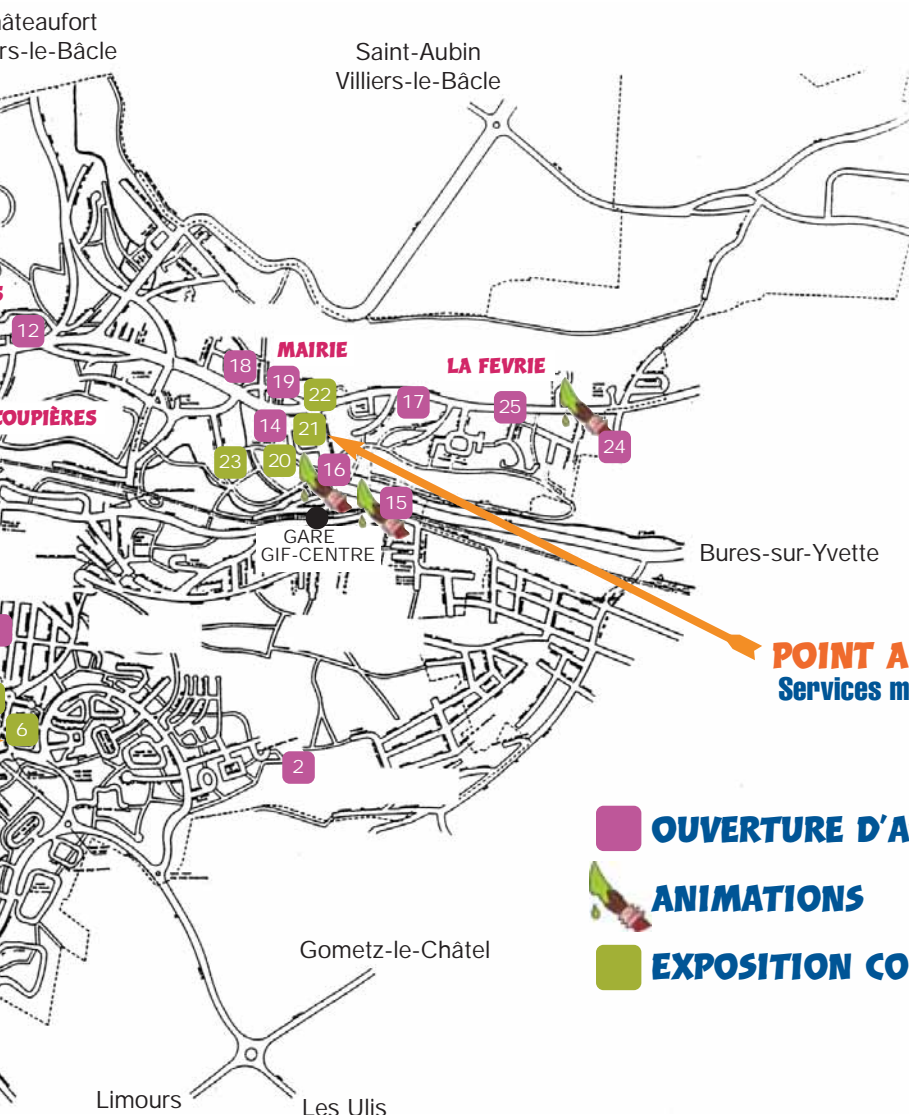 âteaufort
rs-le-Bâcle
Saint-Aubin
Villiers-le-Bâcle
S
12
18
MAIRIE
19
22
LA FEVRIE
17
25
COUPIÈRES
14
21
24
23
20
16
15
GARE
GIF-CENTRE
Bures-sur-Yvette
POINT A
Services m
6
2
OUVERTURE D'A
ANIMATIONS
EXPOSITION CO
Gometz-le-Châtel
Limours
Les Ulis